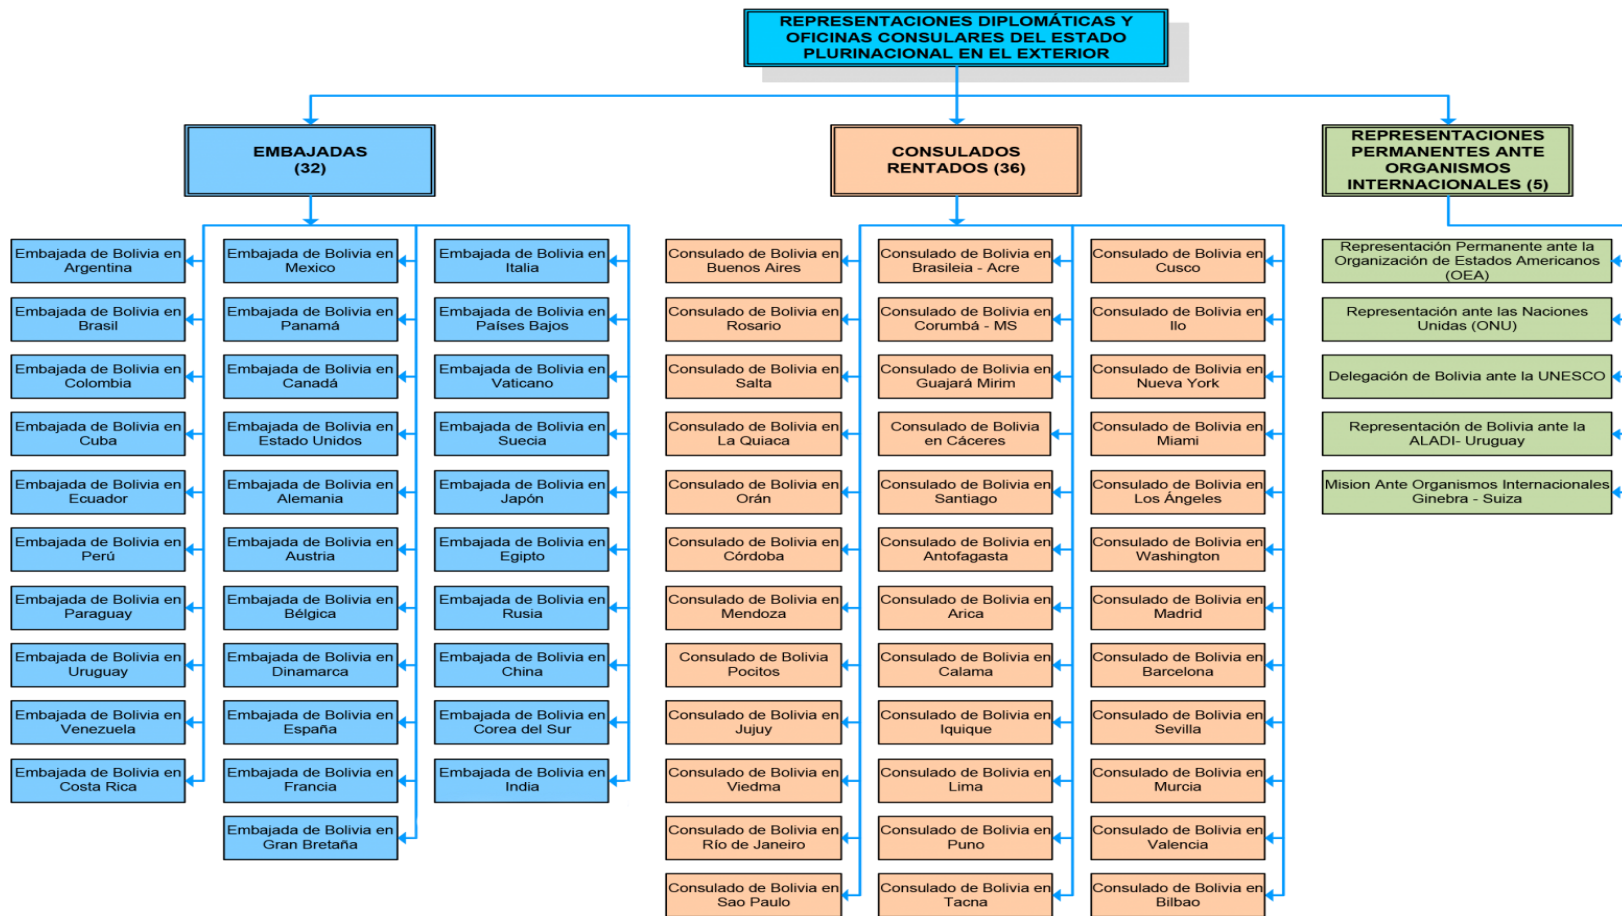 REPRESENTACIONES DIPLOMÁTICAS Y
OFICINAS CONSULARES DEL ESTADO
PLURINACIONAL EN EL EXTERIOR
EMBAJADAS
(32)
Embajada de Bolivia en
Argentina
Embajada de Bolivia en
Brasil
Embajada de Bolivia en
Colombia
Embajada de Bolivia en
Cuba
Embajada de Bolivia en
Ecuador
Embajada de Bolivia en
Perú
Embajada de Bolivia en
Paraguay
Embajada de Bolivia en
Uruguay
Embajada de Bolivia en
Venezuela
Embajada de Bolivia en
Costa Rica
Embajada de Bolivia en
Mexico
Embajada de Bolivia en
Panamá
Embajada de Bolivia en
Canadá
Embajada de Bolivia en
Estado Unidos
Embajada de Bolivia en
Alemania
Embajada de Bolivia en
Austria
Embajada de Bolivia en
Bélgica
Embajada de Bolivia en
Dinamarca
Embajada de Bolivia en
España
Embajada de Bolivia en
Francia
Embajada de Bolivia en
Gran Bretaña
Embajada de Bolivia en
Italia
Embajada de Bolivia en
Países Bajos
Embajada de Bolivia en
Vaticano
Embajada de Bolivia en
Suecia
Embajada de Bolivia en
Japón
Embajada de Bolivia en
Egipto
Embajada de Bolivia en
Rusia
Embajada de Bolivia en
China
Embajada de Bolivia en
Corea del Sur
Embajada de Bolivia en
India
CONSULADOS
RENTADOS (36)
Consulado de Bolivia en
Buenos Aires
Consulado de Bolivia en
Rosario
Consulado de Bolivia en
Salta
Consulado de Bolivia en
La Quiaca
Consulado de Bolivia en
Orán
Consulado de Bolivia en
Córdoba
Consulado de Bolivia en
Mendoza
Consulado de Bolivia
Pocitos
Consulado de Bolivia en
Jujuy
Consulado de Bolivia en
Viedma
Consulado de Bolivia en
Río de Janeiro
Consulado de Bolivia en
Sao Paulo
Consulado de Bolivia en
Brasileia - Acre
Consulado de Bolivia en
Corumbá - MS
Consulado de Bolivia en
Guajará Mirim
Consulado de Bolivia
en Cáceres
Consulado de Bolivia en
Santiago
Consulado de Bolivia en
Antofagasta
Consulado de Bolivia en
Arica
Consulado de Bolivia en
Calama
Consulado de Bolivia en
Iquique
Consulado de Bolivia en
Lima
Consulado de Bolivia en
Puno
Consulado de Bolivia en
Tacna
Consulado de Bolivia en
Cusco
Consulado de Bolivia en
Ilo
Consulado de Bolivia en
Nueva York
Consulado de Bolivia en
Miami
Consulado de Bolivia en
Los Ángeles
Consulado de Bolivia en
Washington
Consulado de Bolivia en
Madrid
Consulado de Bolivia en
Barcelona
Consulado de Bolivia en
Sevilla
Consulado de Bolivia en
Murcia
Consulado de Bolivia en
Valencia
Consulado de Bolivia en
Bilbao
REPRESENTACIONES
PERMANENTES ANTE
ORGANISMOS
INTERNACIONALES (5)
Representación Permanente ante la
Organización de Estados Americanos
(OEA)
Representación ante las Naciones
Unidas (ONU)
Delegación de Bolivia ante la UNESCO
Representación de Bolivia ante la
ALADI- Uruguay
Mision Ante Organismos Internacionales
Ginebra - Suiza